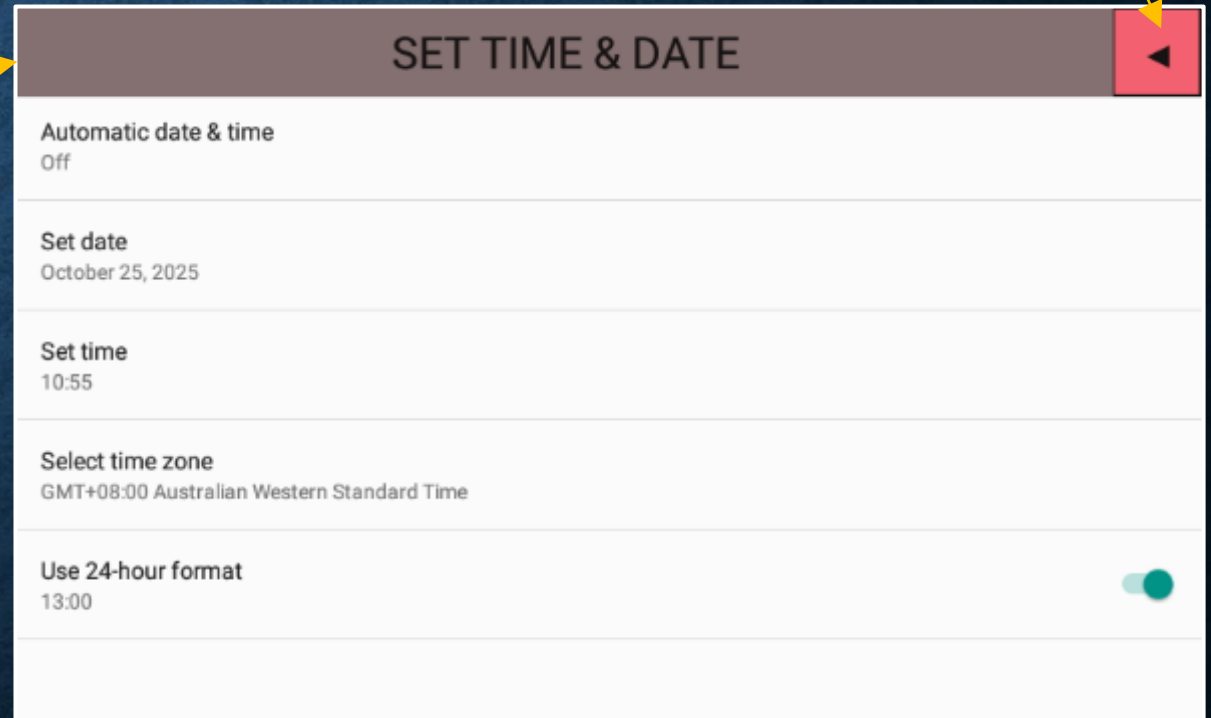 SET TIME & DATE
Automatic date & time
Off
Set date
October 25, 2025
Set time
10:55
Select time zone
GMT+08:00 Australian Western Standard Time
Use 24-hour format
13:00